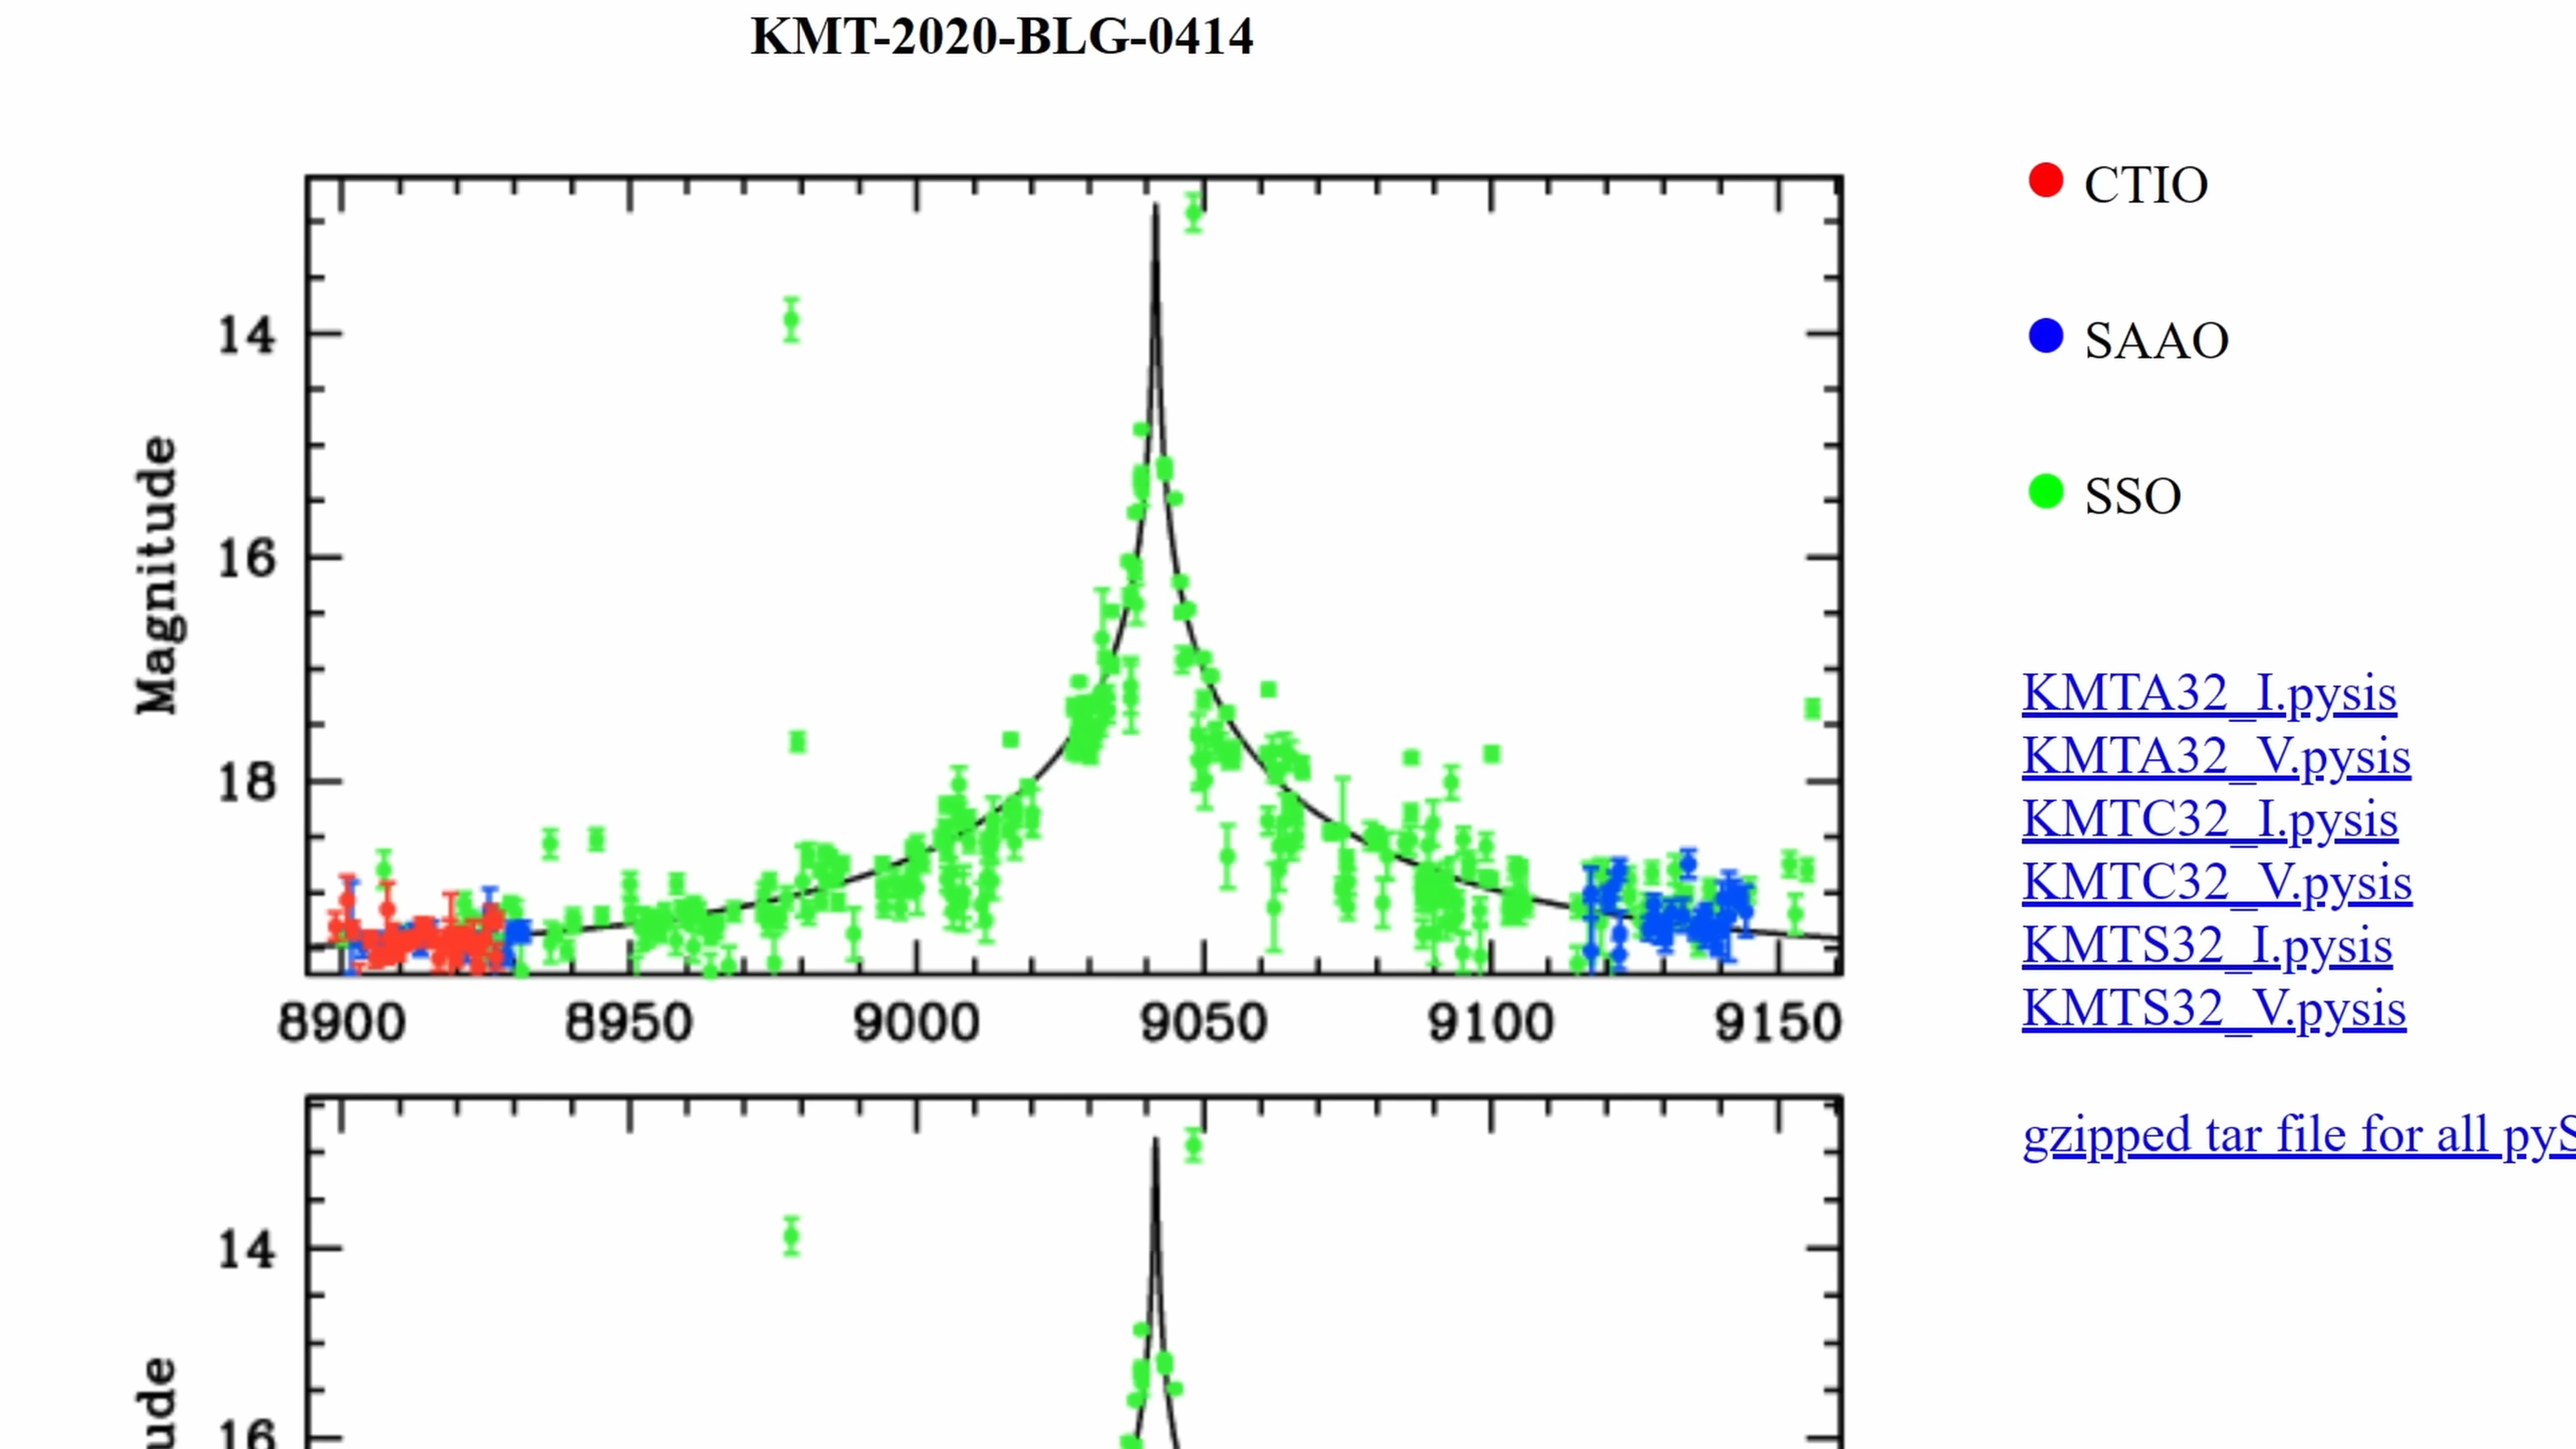 KMT-2020-BLG-0414
Magnitude
14
16
18
8900 8950 9000 9050 9100 9150
14
16
CTIO
SAAO
SSO
KMTA32_I.pysis
KMTA32_V.pysis
KMTC32_I.pysis
KMTC32_V.pysis
KMTS32_I.pysis
KMTS32_V.pysis
gzipped tar file for all